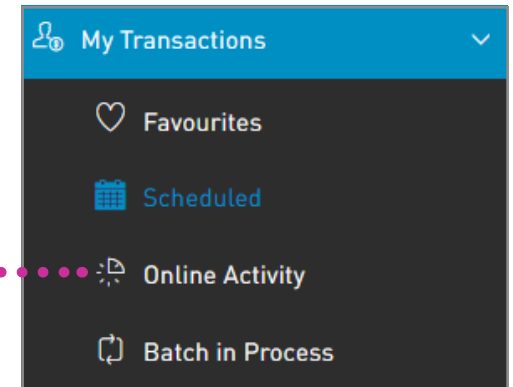 My Transactions
Favourites
Scheduled
Online Activity
Batch in Process